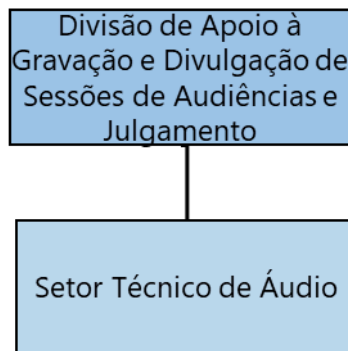 Divisão de Apoio à
Gravação e Divulgação de
Sessões de Audiências e
Julgamento
Setor Técnico de Áudio